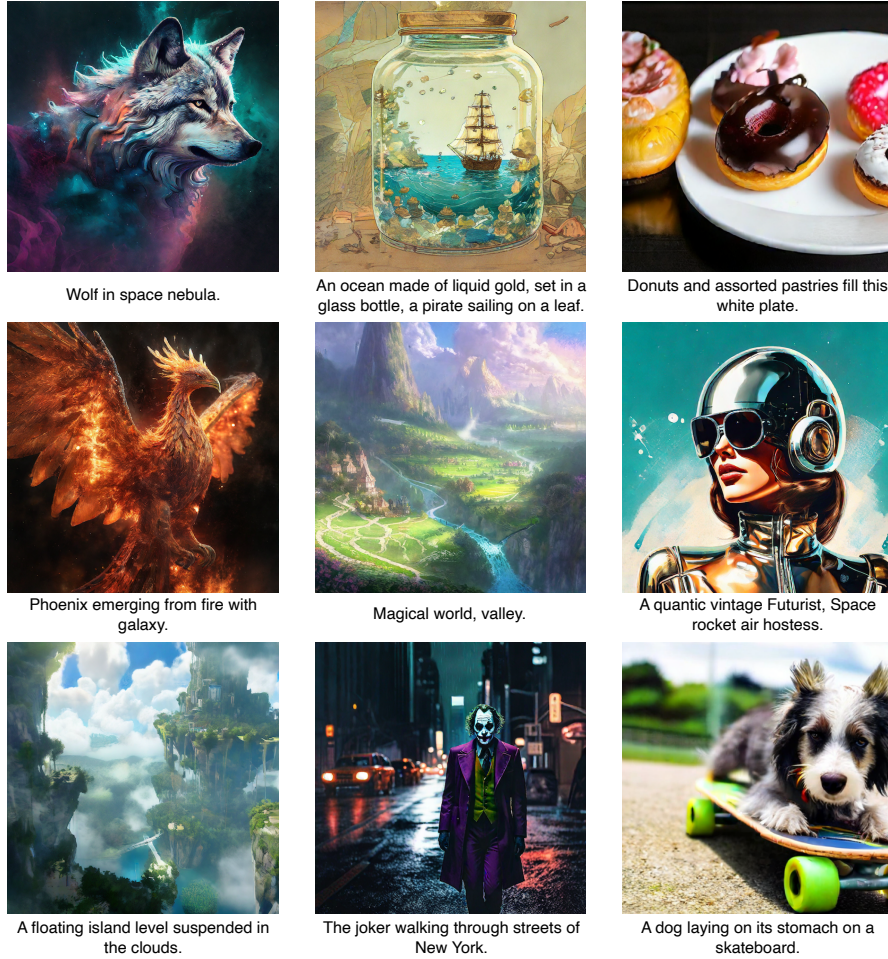 Wolf in space nebula.
An ocean made of liquid gold, set in a
glass bottle, a pirate sailing on a leaf.
Donuts and assorted pastries fill this
white plate.
Phoenix emerging from fire with
galaxy.
Magical world, valley.
A quantic vintage Futurist, Space
rocket air hostess.
A floating island level suspended in
the clouds.
The joker walking through streets of
New York.
A dog laying on its stomach on a
skateboard.